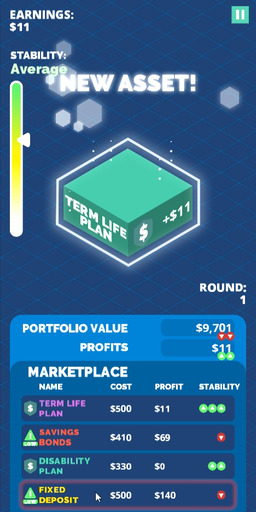 EARNINGS:
$11
STABILITY:
Average
NEW ASSET!
TERM LIFE
PLAN
$ +$11
ROUND:
1
PORTFOLIO VALUE $9,701
PROFITS $11
MARKETPLACE
NAME COST PROFIT STABILITY
$ TERM LIFE
PLAN $500 $11
SAVINGS
BONDS $410 $69
$ DISABILITY
PLAN $330 $0
FIXED
DEPOSIT $500 $140